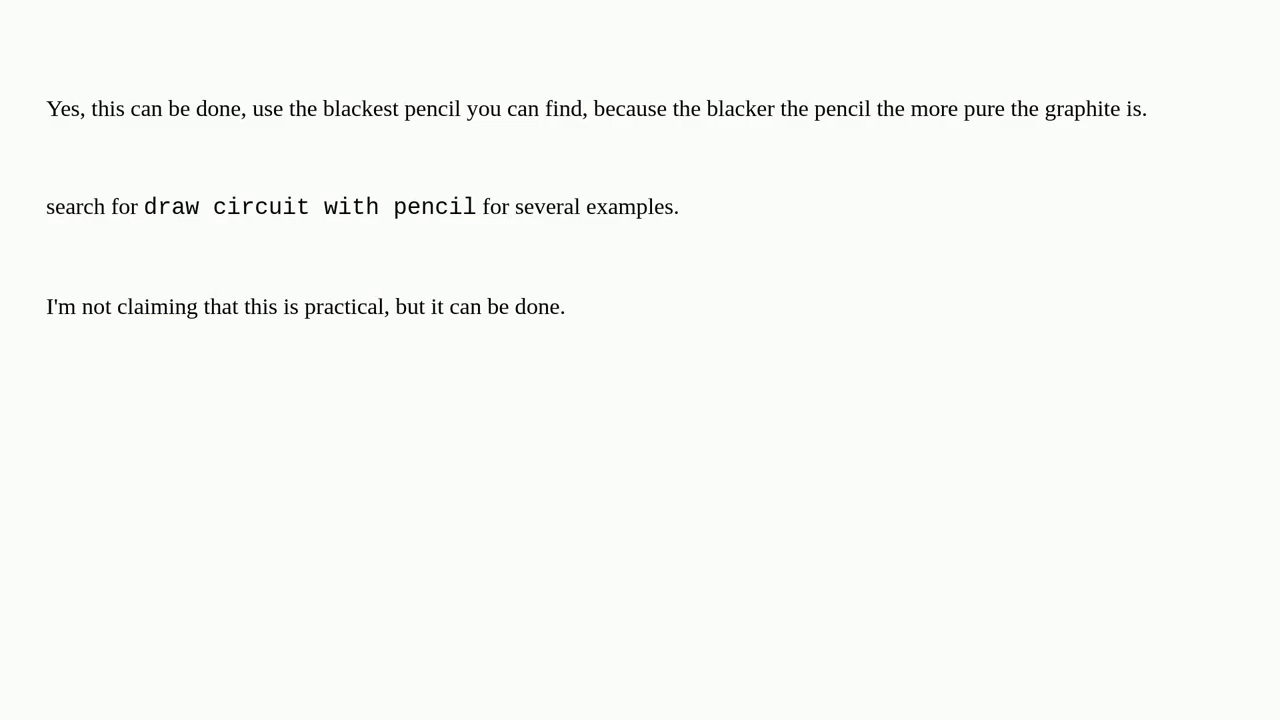 Yes, this can be done, use the blackest pencil you can find, because the blacker the pencil the more pure the graphite is.
search for draw circuit with pencil for several examples.
I'm not claiming that this is practical, but it can be done.